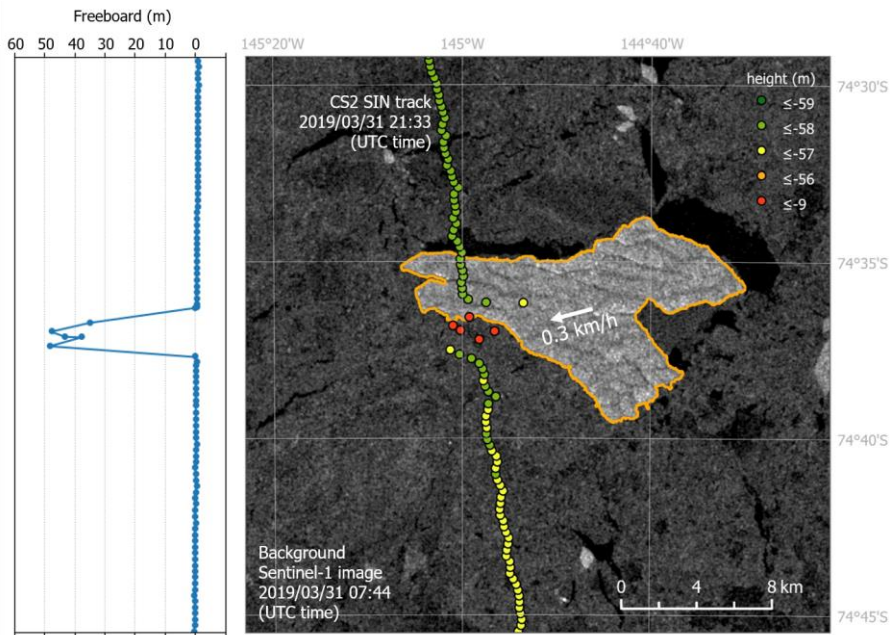 Freeboard (m)
60 50 40 30 20 10 0
145°20'W 145°W 144°40'W
CS2 SIN track
2019/03/31 21:33
(UTC time)
height (m)
≤-59
≤-58
≤-57
≤-56
≤-9
74°30'S
74°35'S
0.3 km/h
74°40'S
Background
Sentinel-1 image
2019/03/31 07:44
(UTC time)
0 4 8 km
74°45'S